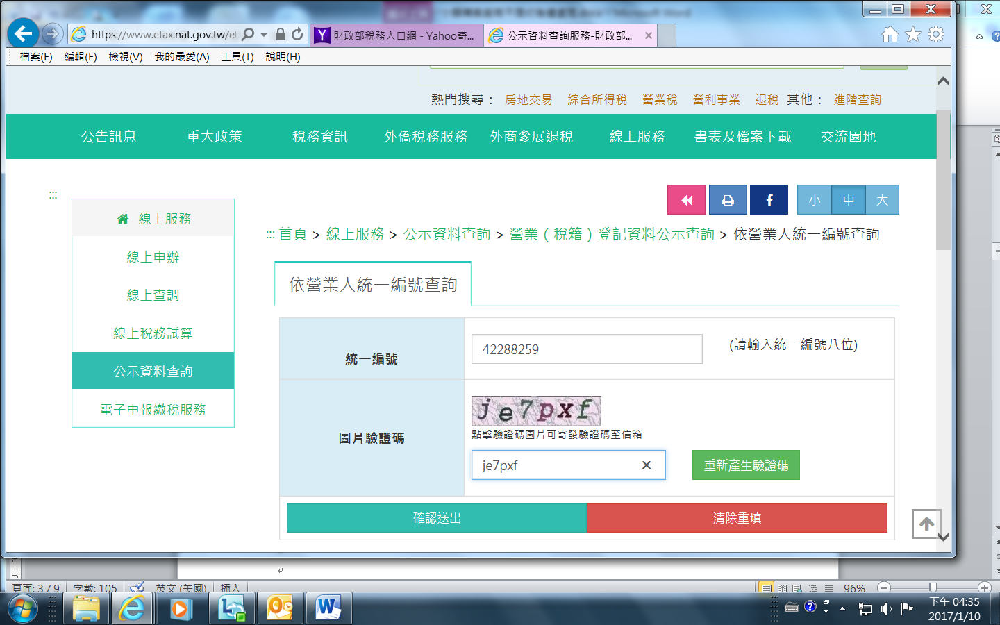 https://www.etax.nat.gov.tw/et
財政部稅務入口網 - Yahoo奇...
公示資料查詢服務-財政部...
檔案(F) 編輯(E) 檢視(V) 我的最愛(A) 工具(T) 說明(H)
熱門搜尋： 房地交易 綜合所得稅 營業稅 營利事業 退稅 其他： 進階查詢
公告訊息 重大政策 稅務資訊 外僑稅務服務 外商參展退稅 線上服務 書表及檔案下載 交流園地
:::
小 中 大
線上服務
線上申辦
線上查調
線上稅務試算
公示資料查詢
電子申報繳稅服務
::: 首頁 > 線上服務 > 公示資料查詢 > 營業（稅籍）登記資料公示查詢 > 依營業人統一編號查詢
依營業人統一編號查詢
統一編號
42288259
(請輸入統一編號八位)
圖片驗證碼
je7pxf
點擊驗證碼圖片可寄發驗證碼至信箱
je7pxf
重新產生驗證碼
確認送出
清除重填
頁面: 3 / 9 字數: 105 英文 (美國) 插入 96%
下午 04:35
2017/1/10